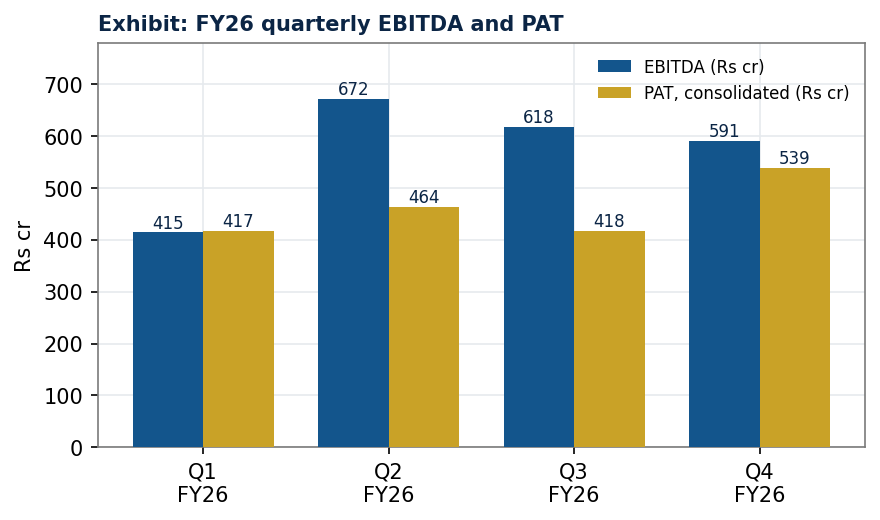 Exhibit: FY26 quarterly EBITDA and PAT
EBITDA (Rs cr)
PAT, consolidated (Rs cr)
Rs cr
700
600
500
400
300
200
100
0
415
417
672
464
618
418
591
539
Q1
FY26
Q2
FY26
Q3
FY26
Q4
FY26